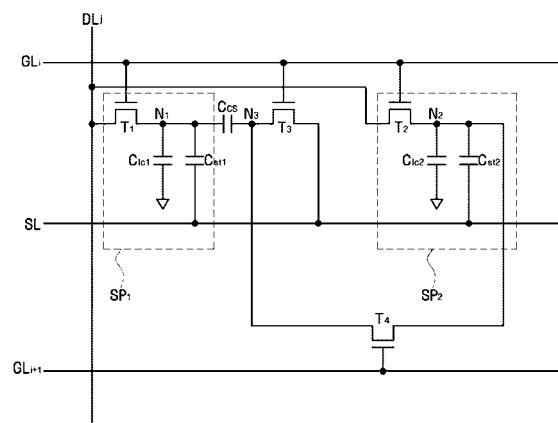 DLi
GLi
N1 CCS N3 N2
T1 T3 T2
Clc1 Cst1 Clc2 Cst2
SL
SP1 SP2
T4
GLi+1